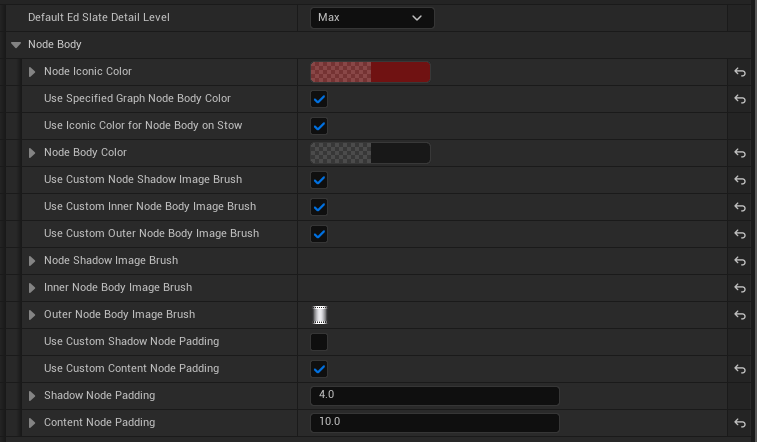 Default Ed Slate Detail Level Max
Node Body
Node Iconic Color
Use Specified Graph Node Body Color
Use Iconic Color for Node Body on Stow
Node Body Color
Use Custom Node Shadow Image Brush
Use Custom Inner Node Body Image Brush
Use Custom Outer Node Body Image Brush
Node Shadow Image Brush
Inner Node Body Image Brush
Outer Node Body Image Brush
Use Custom Shadow Node Padding
Use Custom Content Node Padding
Shadow Node Padding 4.0
Content Node Padding 10.0